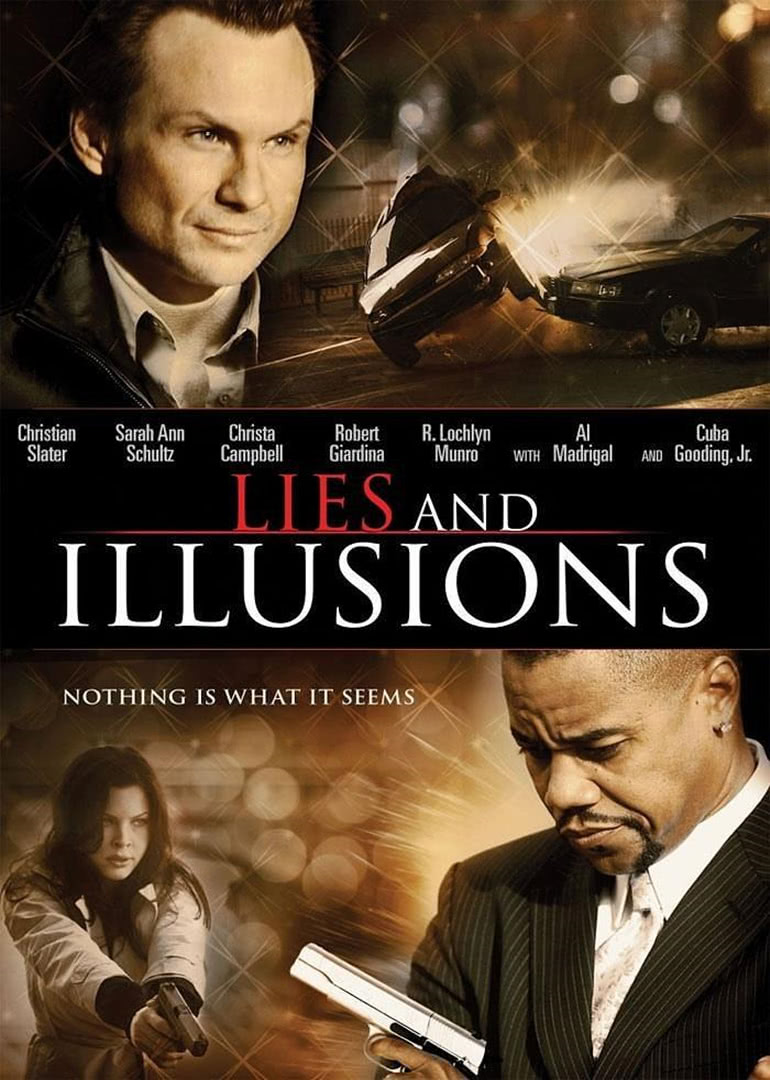 Christian Sarah Ann Christa Robert R. Lochlyn Al Cuba
Slater Schultz Campbell Giardina Munro WITH Madrigal AND Gooding, Jr.
LIES AND
ILLUSIONS
NOTHING IS WHAT IT SEEMS